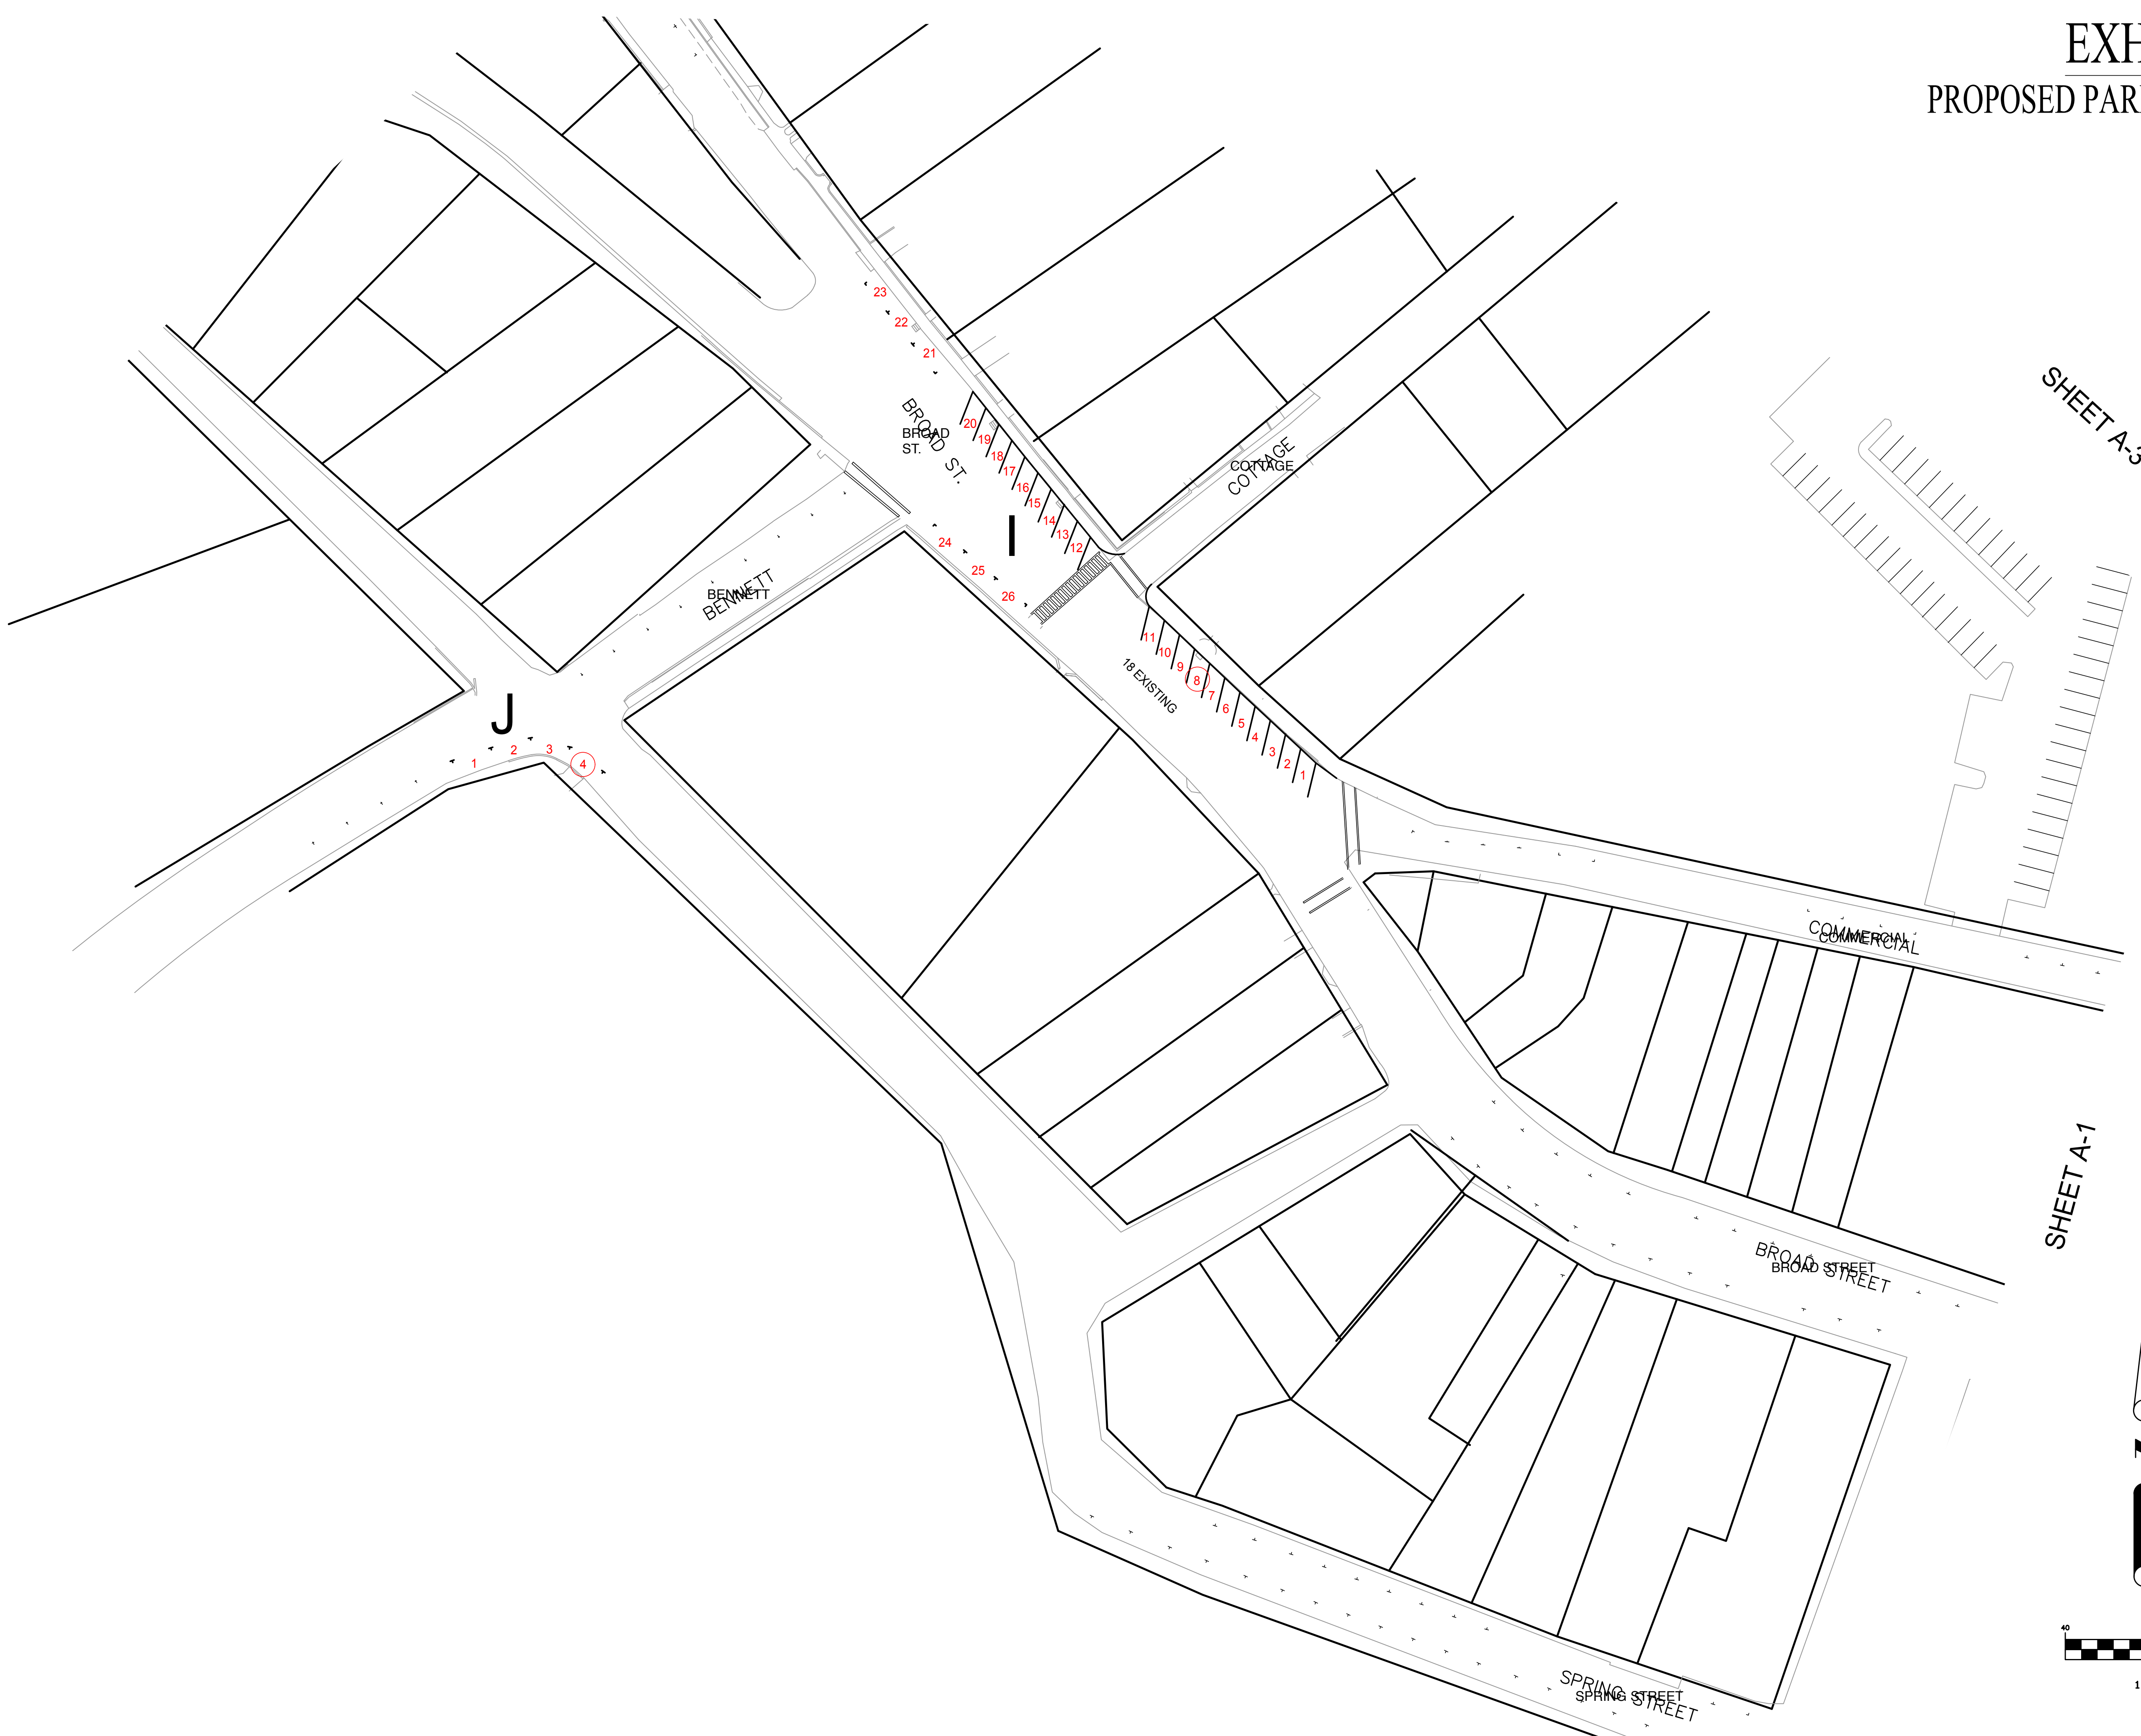 EXH
PROPOSED PAR
SHEET A-3
23
22
21
BROAD ST.
BROAD
ST.
20
19
18
17
16
15
14
13
12
COTTAGE
COTTAGE
I
24
25
26
BENNETT
BENNETT
18 EXISTING
11
10
9
8
7
6
5
4
3
2
1
J
1
2
3
4
COMMERCIAL
COMMERCIAL
SHEET A-1
BROAD STREET
BROAD STREET
SPRING STREET
SPRING STREET
40
1